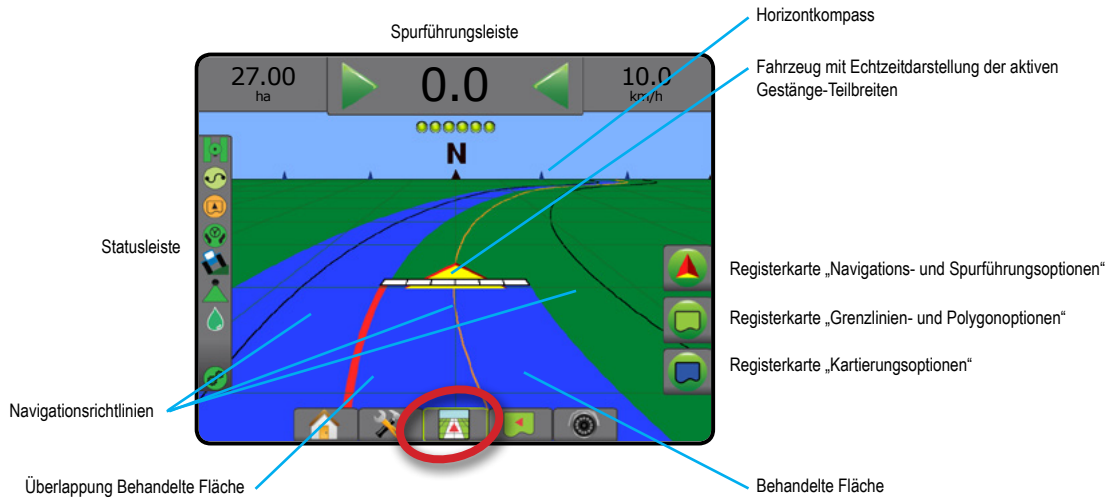 Horizontkompass
Spurführungsleiste
Fahrzeug mit Echtzeitdarstellung der aktiven
Gestänge-Teilbreiten
27.00
ha
0.0
10.0
km/h
N
Statusleiste
Registerkarte „Navigations- und Spurführungsoptionen“
Registerkarte „Grenzlinien- und Polygonoptionen“
Registerkarte „Kartierungsoptionen“
Navigationsrichtlinien
Überlappung Behandelte Fläche
Behandelte Fläche